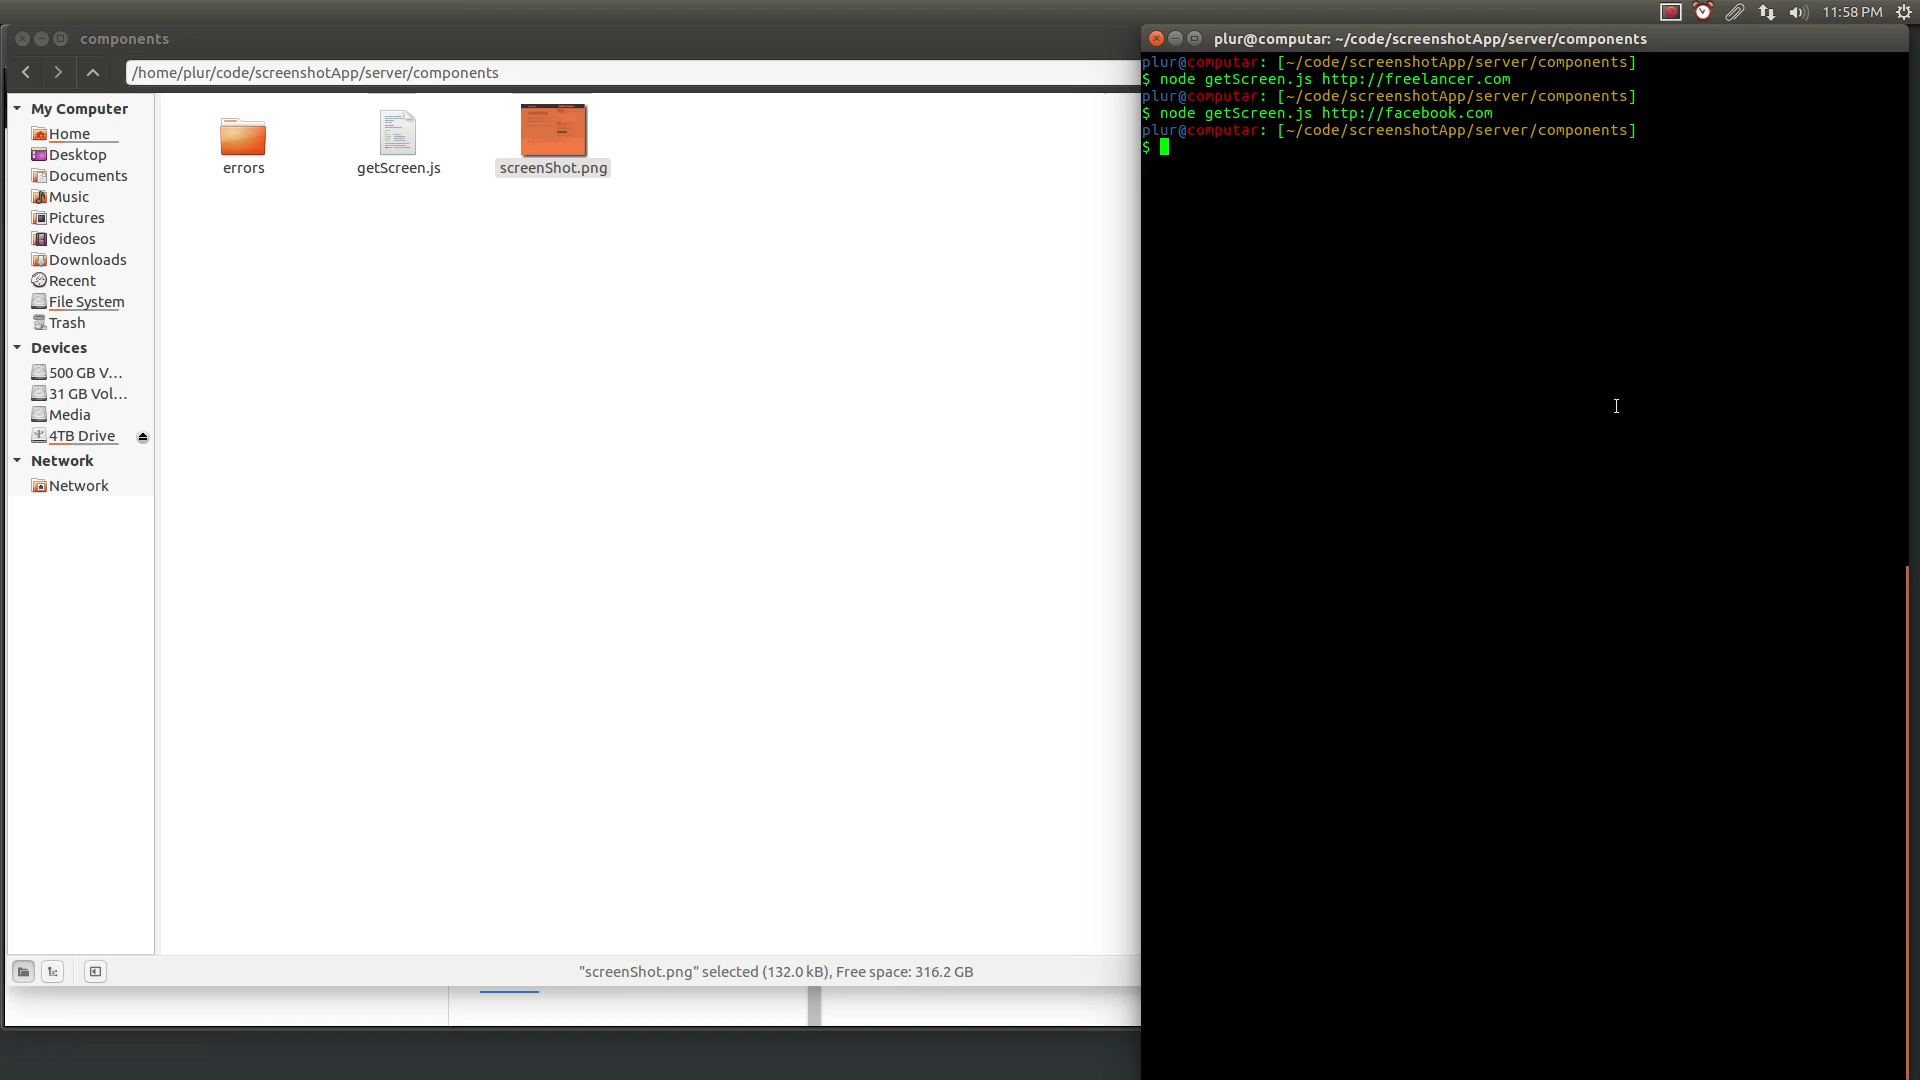 11:58 PM
components
/home/plur/code/screenshotApp/server/components
My Computer
Home
Desktop
Documents
Music
Pictures
Videos
Downloads
Recent
File System
Trash
Devices
500 GB V...
31 GB Vol...
Media
4TB Drive
Network
Network
errors
getScreen.js
screenShot.png
"screenShot.png" selected (132.0 kB), Free space: 316.2 GB
plur@computar: ~/code/screenshotApp/server/components
plur@computar: [~/code/screenshotApp/server/components]
$ node getScreen.js http://freelancer.com
plur@computar: [~/code/screenshotApp/server/components]
$ node getScreen.js http://facebook.com
plur@computar: [~/code/screenshotApp/server/components]
$